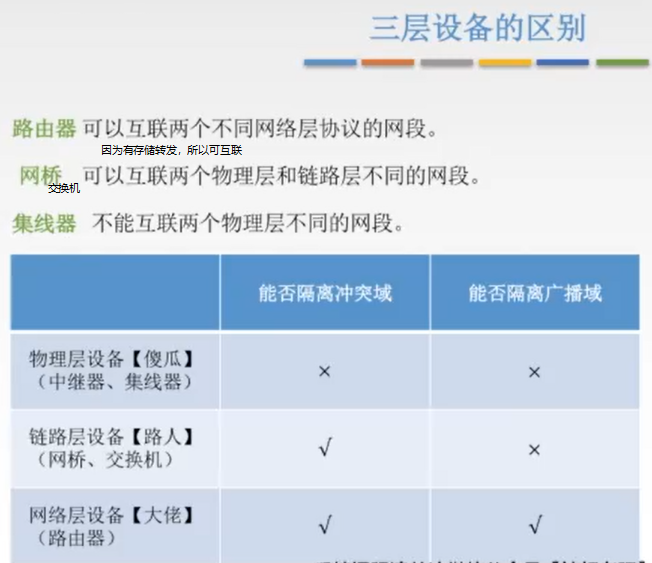 三层设备的区别
路由器 可以互联两个不同网络层协议的网段。
因为有存储转发，所以可互联
网桥 可以互联两个物理层和链路层不同的网段。
交换机
集线器 不能互联两个物理层不同的网段。
能否隔离冲突域 能否隔离广播域
物理层设备【傻瓜】
（中继器、集线器） × ×
链路层设备【路人】
（网桥、交换机） √ ×
网络层设备【大佬】
（路由器） √ √